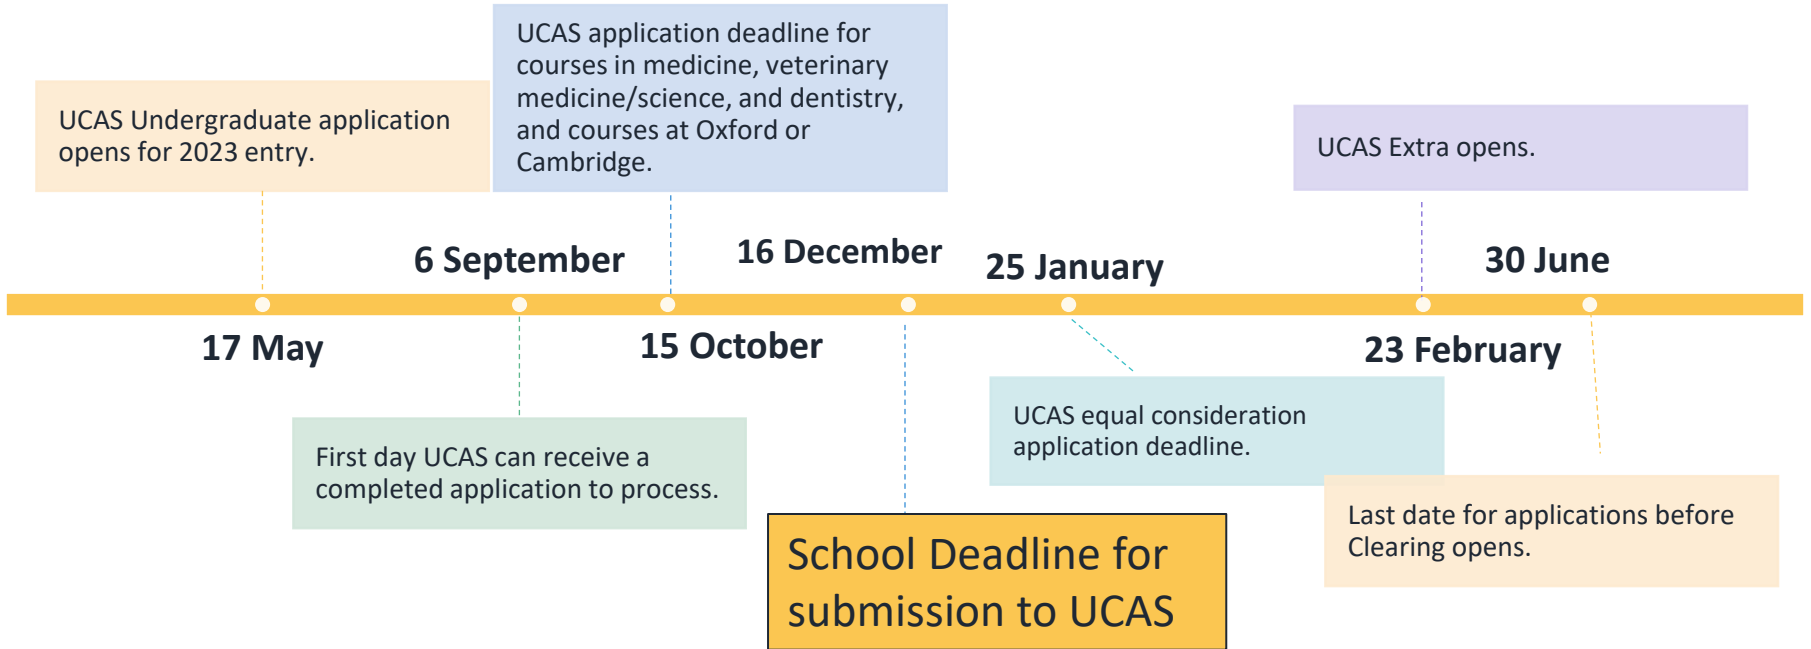 UCAS application deadline for
courses in medicine, veterinary
medicine/science, and dentistry,
and courses at Oxford or
Cambridge.
UCAS Undergraduate application
opens for 2023 entry.
UCAS Extra opens.
6 September
16 December
25 January
30 June
17 May
15 October
23 February
First day UCAS can receive a
completed application to process.
UCAS equal consideration
application deadline.
Last date for applications before
Clearing opens.
School Deadline for
submission to UCAS